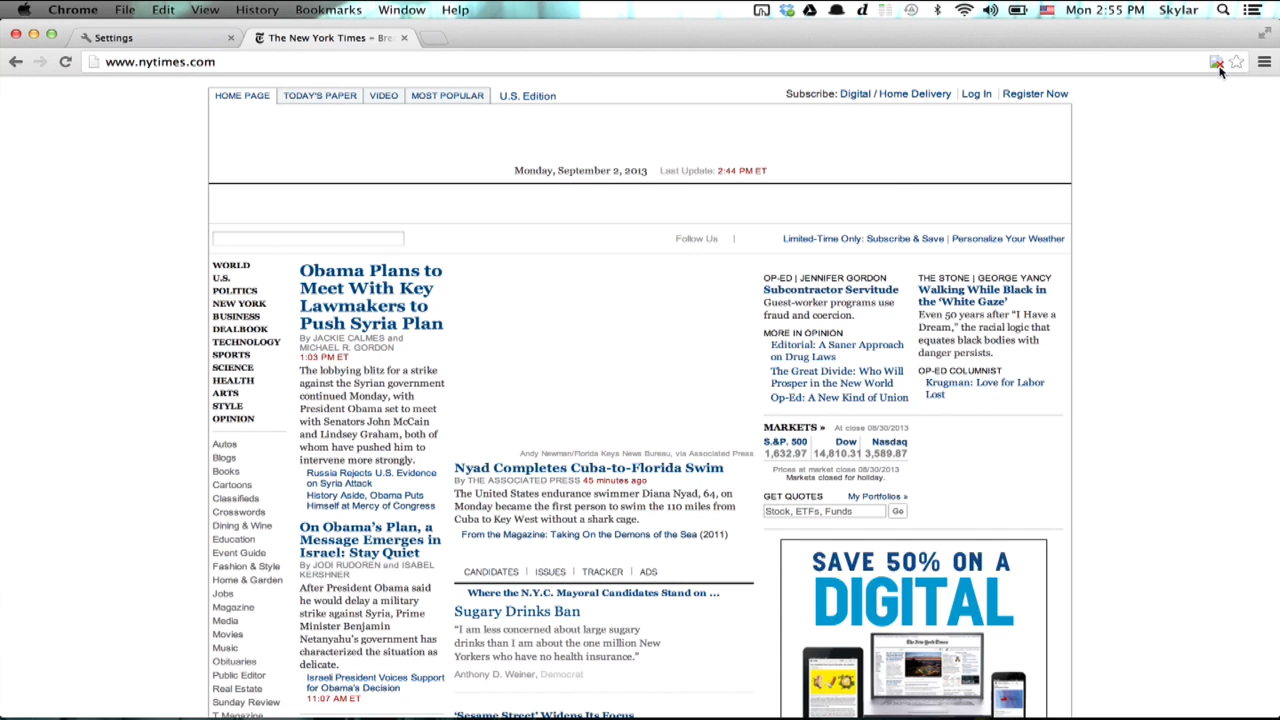 Chrome File Edit View History Bookmarks Window Help
Mon 2:55 PM Skylar
Settings
The New York Times – Bre
www.nytimes.com
HOME PAGE TODAY'S PAPER VIDEO MOST POPULAR U.S. Edition
Subscribe: Digital / Home Delivery Log In Register Now
Monday, September 2, 2013 Last Update: 2:44 PM ET
Follow Us
Limited-Time Only: Subscribe & Save | Personalize Your Weather
WORLD
U.S.
POLITICS
NEW YORK
BUSINESS
DEALBOOK
TECHNOLOGY
SPORTS
SCIENCE
HEALTH
ARTS
STYLE
OPINION
Autos
Blogs
Books
Cartoons
Classifieds
Crosswords
Dining & Wine
Education
Event Guide
Fashion & Style
Home & Garden
Jobs
Magazine
Media
Movies
Music
Obituaries
Public Editor
Real Estate
Sunday Review
T Magazine
Obama Plans to
Meet With Key
Lawmakers to
Push Syria Plan
By JACKIE CALMES and
MICHAEL R. GORDON
1:03 PM ET
The lobbying blitz for a strike
against the Syrian government
continued Monday, with
President Obama set to meet
with Senators John McCain
and Lindsey Graham, both of
whom have pushed him to
intervene more strongly.
Russia Rejects U.S. Evidence
on Syria Attack
History Aside, Obama Puts
Himself at Mercy of Congress
On Obama's Plan, a
Message Emerges in
Israel: Stay Quiet
By JODI RUDOREN and ISABEL
KERSHNER
After President Obama said
he would delay a military
strike against Syria, Prime
Minister Benjamin
Netanyahu's government has
characterized the situation as
delicate.
Israeli President Voices Support
for Obama's Decision
11:07 AM ET
Andy Newman/Florida Keys News Bureau, via Associated Press
Nyad Completes Cuba-to-Florida Swim
By THE ASSOCIATED PRESS 45 minutes ago
The United States endurance swimmer Diana Nyad, 64, on
Monday became the first person to swim the 110 miles from
Cuba to Key West without a shark cage.
From the Magazine: Taking On the Demons of the Sea (2011)
CANDIDATES ISSUES TRACKER ADS
Where the N.Y.C. Mayoral Candidates Stand on ...
Sugary Drinks Ban
“I am less concerned about large sugary
drinks than I am about the one million New
Yorkers who have no health insurance.”
Anthony D. Weiner, Democrat
'Sesame Street' Widens Its Focus
OP-ED | JENNIFER GORDON
Subcontractor Servitude
Guest-worker programs use
fraud and coercion.
MORE IN OPINION
Editorial: A Saner Approach
on Drug Laws
The Great Divide: Who Will
Prosper in the New World
Op-Ed: A New Kind of Union
THE STONE | GEORGE YANCY
Walking While Black in
the ‘White Gaze’
Even 50 years after “I Have a
Dream,” the racial logic that
equates black bodies with
danger persists.
OP-ED COLUMNIST
Krugman: Love for Labor
Lost
MARKETS » At close 08/30/2013
S.&P. 500 Dow Nasdaq
1,632.97 14,810.31 3,589.87
Prices at market close 08/30/2013
Markets closed for holiday.
GET QUOTES My Portfolios »
Stock, ETFs, Funds Go
SAVE 50% ON A
DIGITAL